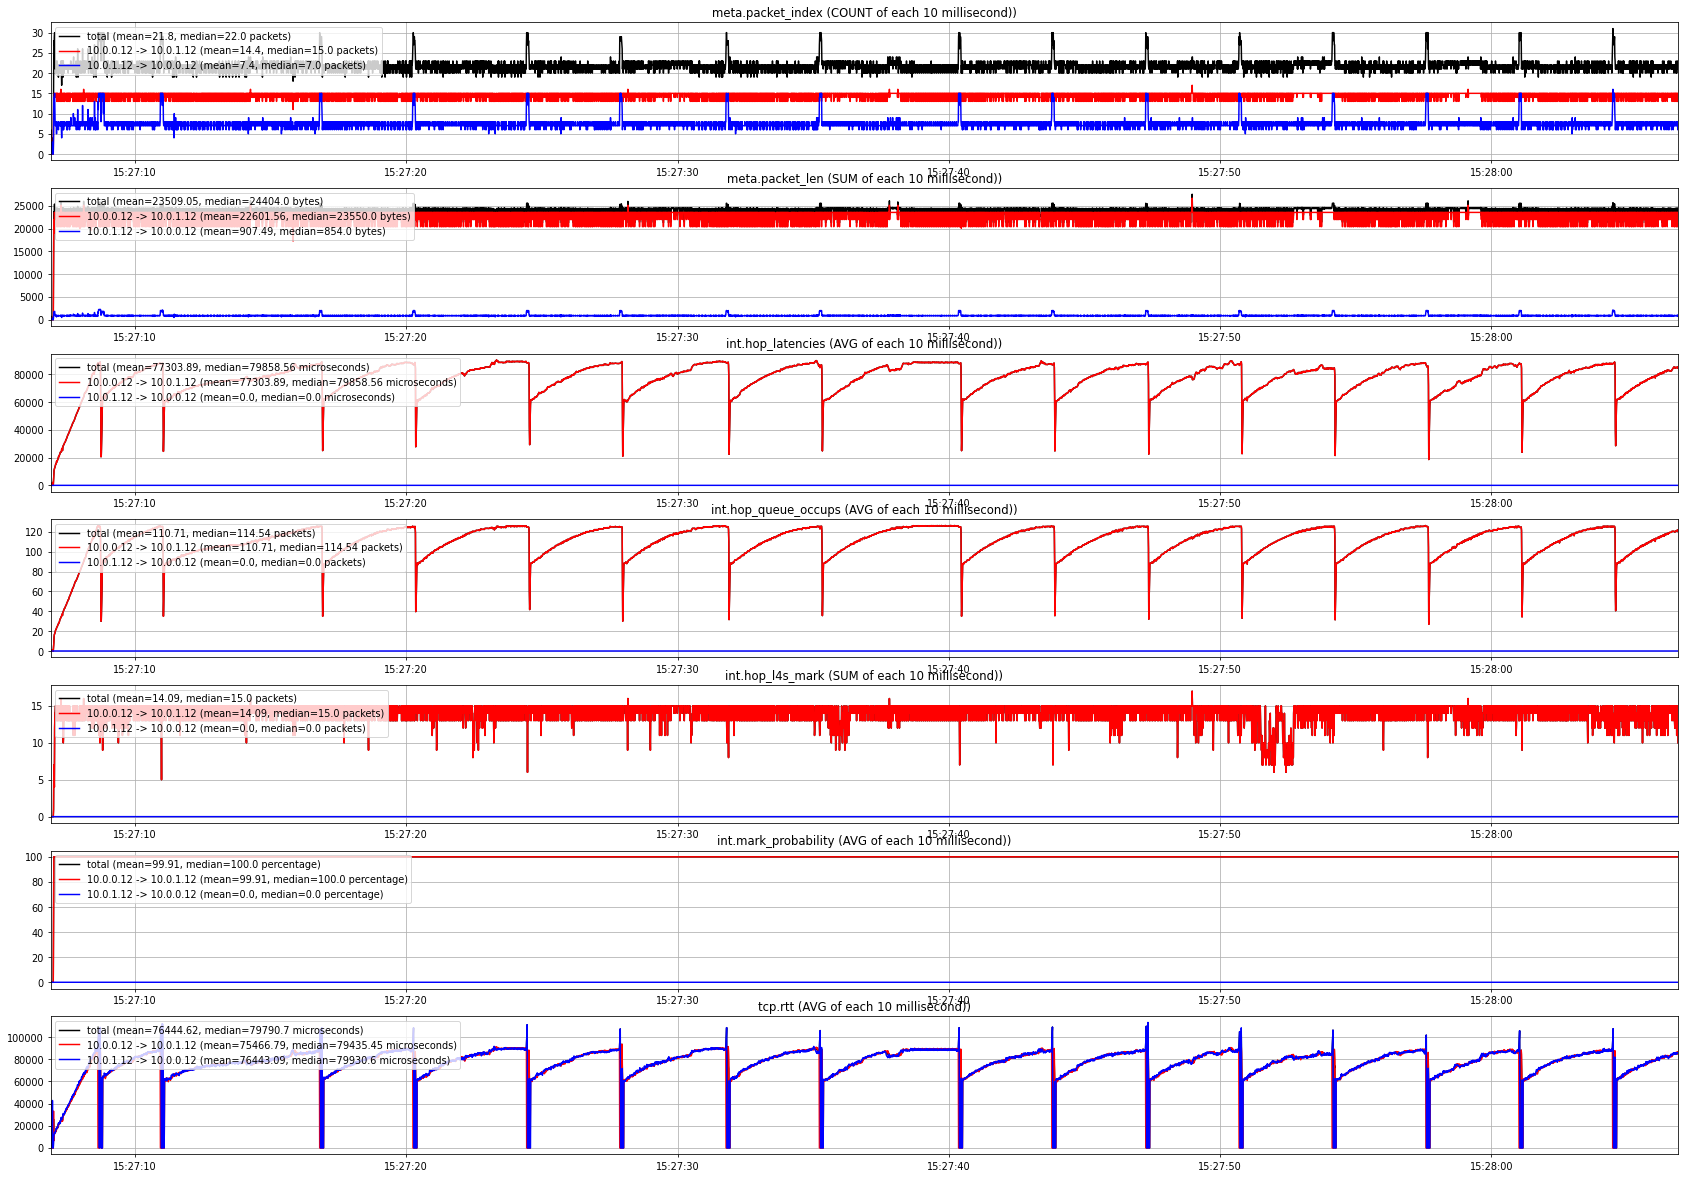 meta.packet_index (COUNT of each 10 millisecond))
30
25
20
15
10
5
0
total (mean=21.8, median=22.0 packets)
10.0.0.12 -> 10.0.1.12 (mean=14.4, median=15.0 packets)
10.0.1.12 -> 10.0.0.12 (mean=7.4, median=7.0 packets)
15:27:10 15:27:20 15:27:30 15:27:40 15:27:50 15:28:00
meta.packet_len (SUM of each 10 millisecond))
25000
20000
15000
10000
5000
0
total (mean=23509.05, median=24404.0 bytes)
10.0.0.12 -> 10.0.1.12 (mean=22601.56, median=23550.0 bytes)
10.0.1.12 -> 10.0.0.12 (mean=907.49, median=854.0 bytes)
15:27:10 15:27:20 15:27:30 15:27:40 15:27:50 15:28:00
int.hop_latencies (AVG of each 10 millisecond))
80000
60000
40000
20000
0
total (mean=77303.89, median=79858.56 microseconds)
10.0.0.12 -> 10.0.1.12 (mean=77303.89, median=79858.56 microseconds)
10.0.1.12 -> 10.0.0.12 (mean=0.0, median=0.0 microseconds)
15:27:10 15:27:20 15:27:30 15:27:40 15:27:50 15:28:00
int.hop_queue_occups (AVG of each 10 millisecond))
120
100
80
60
40
20
0
total (mean=110.71, median=114.54 packets)
10.0.0.12 -> 10.0.1.12 (mean=110.71, median=114.54 packets)
10.0.1.12 -> 10.0.0.12 (mean=0.0, median=0.0 packets)
15:27:10 15:27:20 15:27:30 15:27:40 15:27:50 15:28:00
int.hop_l4s_mark (SUM of each 10 millisecond))
15
10
5
0
total (mean=14.09, median=15.0 packets)
10.0.0.12 -> 10.0.1.12 (mean=14.09, median=15.0 packets)
10.0.1.12 -> 10.0.0.12 (mean=0.0, median=0.0 packets)
15:27:10 15:27:20 15:27:30 15:27:40 15:27:50 15:28:00
int.mark_probability (AVG of each 10 millisecond))
100
80
60
40
20
0
total (mean=99.91, median=100.0 percentage)
10.0.0.12 -> 10.0.1.12 (mean=99.91, median=100.0 percentage)
10.0.1.12 -> 10.0.0.12 (mean=0.0, median=0.0 percentage)
15:27:10 15:27:20 15:27:30 15:27:40 15:27:50 15:28:00
tcp.rtt (AVG of each 10 millisecond))
100000
80000
60000
40000
20000
0
total (mean=76444.62, median=79790.7 microseconds)
10.0.0.12 -> 10.0.1.12 (mean=75466.79, median=79435.45 microseconds)
10.0.1.12 -> 10.0.0.12 (mean=76443.09, median=79930.6 microseconds)
15:27:10 15:27:20 15:27:30 15:27:40 15:27:50 15:28:00